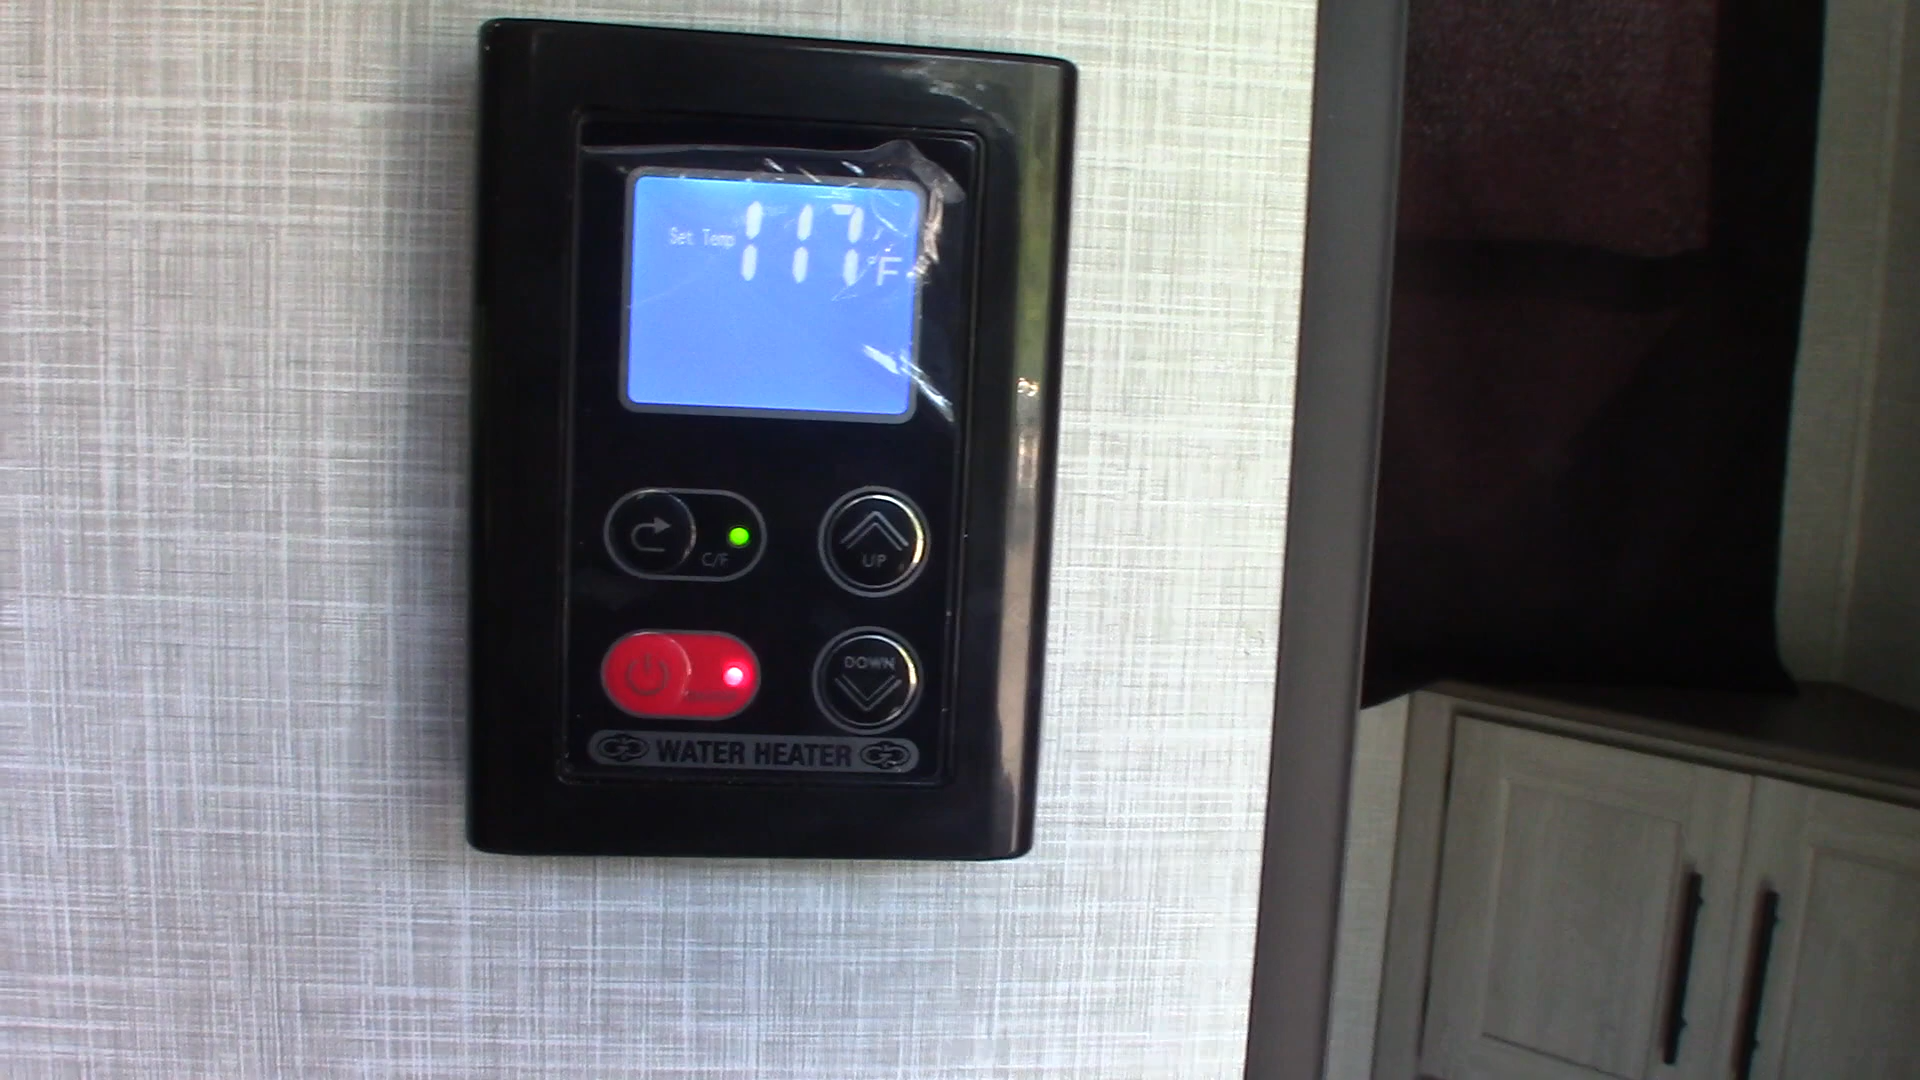 Set Temp 117 °F
C/F
UP
DOWN
WATER HEATER